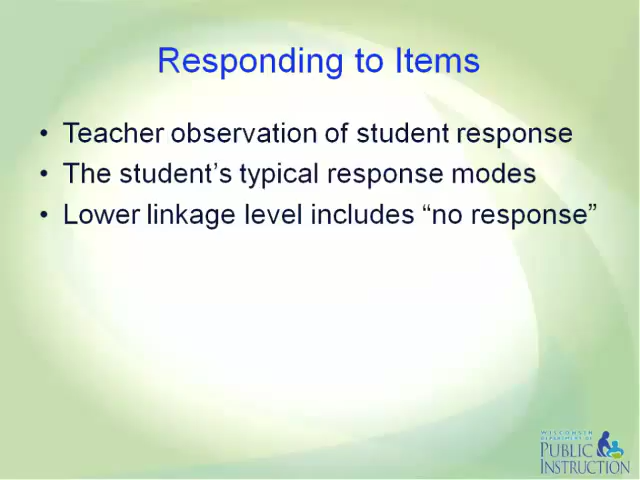 Responding to Items
• Teacher observation of student response
• The student's typical response modes
• Lower linkage level includes “no response”
WISCONSIN
DEPARTMENT OF
PUBLIC
INSTRUCTION